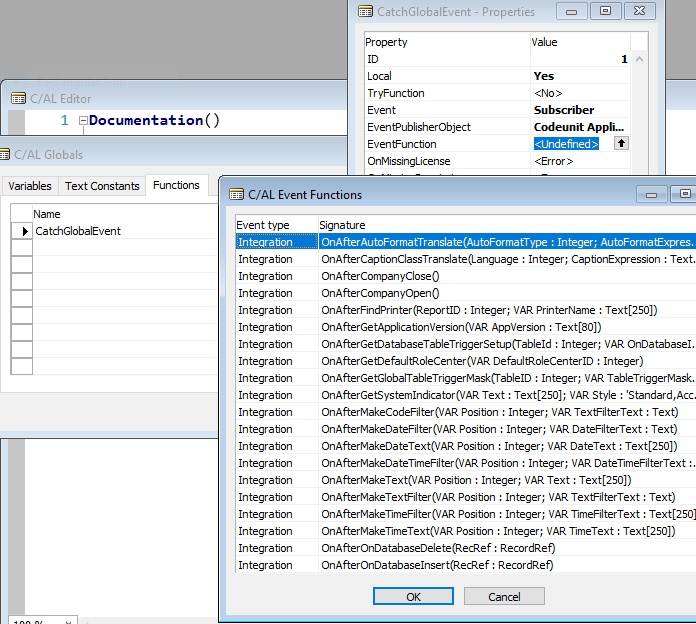 CatchGlobalEvent - Properties
Property Value
ID 1
Local Yes
TryFunction <No>
Event Subscriber
EventPublisherObject Codeunit Appli...
EventFunction <Undefined>
OnMissingLicense <Error>
C/AL Editor
1 Documentation()
C/AL Globals
Variables Text Constants Functions
Name
CatchGlobalEvent
C/AL Event Functions
Event type Signature
Integration OnAfterAutoFormatTranslate(AutoFormatType : Integer; AutoFormatExpres...
Integration OnAfterCaptionClassTranslate(Language : Integer; CaptionExpression : Text...
Integration OnAfterCompanyClose()
Integration OnAfterCompanyOpen()
Integration OnAfterFindPrinter(ReportID : Integer; VAR PrinterName : Text[250])
Integration OnAfterGetApplicationVersion(VAR AppVersion : Text[80])
Integration OnAfterGetDatabaseTableTriggerSetup(TableId : Integer; VAR OnDatabaseI...
Integration OnAfterGetDefaultRoleCenter(VAR DefaultRoleCenterID : Integer)
Integration OnAfterGetGlobalTableTriggerMask(TableID : Integer; VAR TableTriggerMask...
Integration OnAfterGetSystemIndicator(VAR Text : Text[250]; VAR Style : 'Standard,Acc...
Integration OnAfterMakeCodeFilter(VAR Position : Integer; VAR TextFilterText : Text)
Integration OnAfterMakeDateFilter(VAR Position : Integer; VAR DateFilterText : Text)
Integration OnAfterMakeDateText(VAR Position : Integer; VAR DateText : Text[250])
Integration OnAfterMakeDateTimeFilter(VAR Position : Integer; VAR DateTimeFilterText :...
Integration OnAfterMakeText(VAR Position : Integer; VAR Text : Text[250])
Integration OnAfterMakeTextFilter(VAR Position : Integer; VAR TextFilterText : Text)
Integration OnAfterMakeTimeFilter(VAR Position : Integer; VAR TimeFilterText : Text[250]
Integration OnAfterMakeTimeText(VAR Position : Integer; VAR TimeText : Text[250])
Integration OnAfterOnDatabaseDelete(RecRef : RecordRef)
Integration OnAfterOnDatabaseInsert(RecRef : RecordRef)
OK Cancel
100 %